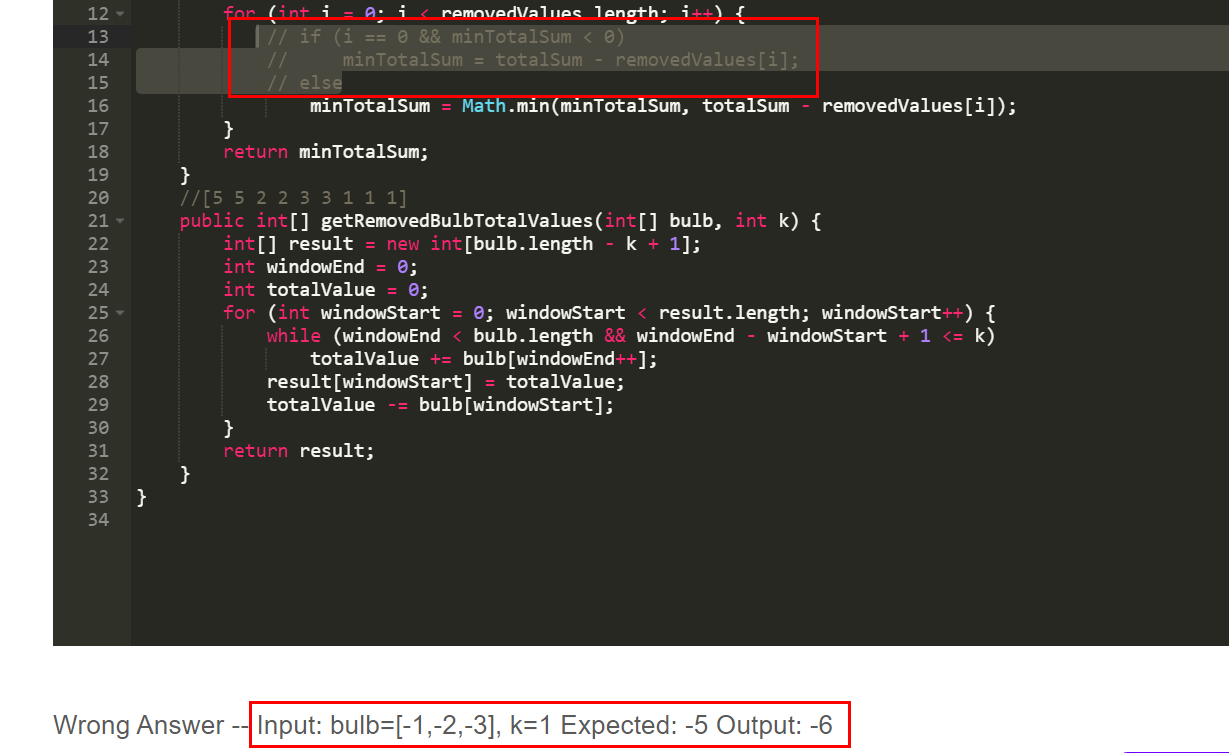 12 for (int i = 0; i < removedValues.length; i++) {
13 // if (i == 0 && minTotalSum < 0)
14 //     minTotalSum = totalSum - removedValues[i];
15 // else
16 minTotalSum = Math.min(minTotalSum, totalSum - removedValues[i]);
17 }
18 return minTotalSum;
19 }
20 //[5 5 2 2 3 3 1 1 1]
21 public int[] getRemovedBulbTotalValues(int[] bulb, int k) {
22 int[] result = new int[bulb.length - k + 1];
23 int windowEnd = 0;
24 int totalValue = 0;
25 for (int windowStart = 0; windowStart < result.length; windowStart++) {
26 while (windowEnd < bulb.length && windowEnd - windowStart + 1 <= k)
27 totalValue += bulb[windowEnd++];
28 result[windowStart] = totalValue;
29 totalValue -= bulb[windowStart];
30 }
31 return result;
32 }
33 }
34
Wrong Answer -- Input: bulb=[-1,-2,-3], k=1 Expected: -5 Output: -6